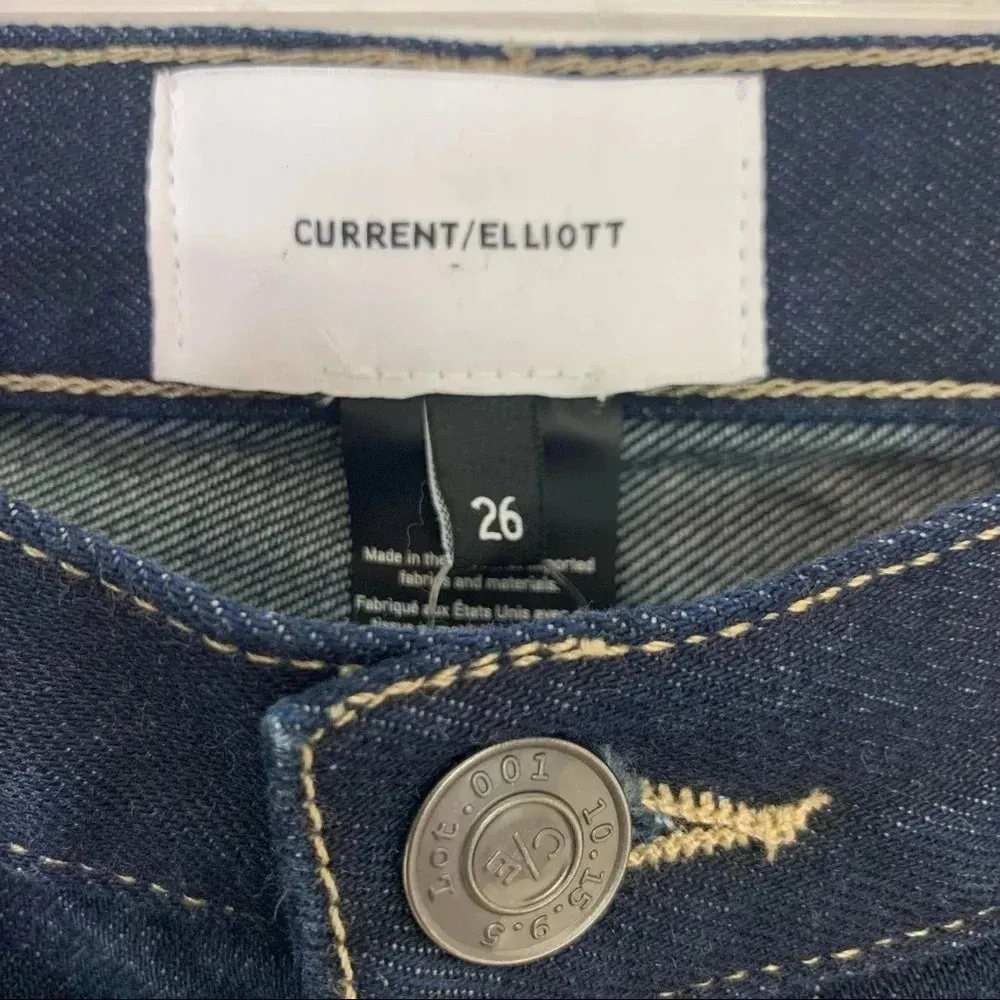 CURRENT/ELLIOTT
26
Made in the
fabrics and materials.
Fabriqué aux États Unis avec
Lot.001 10.15.9.5
C/E